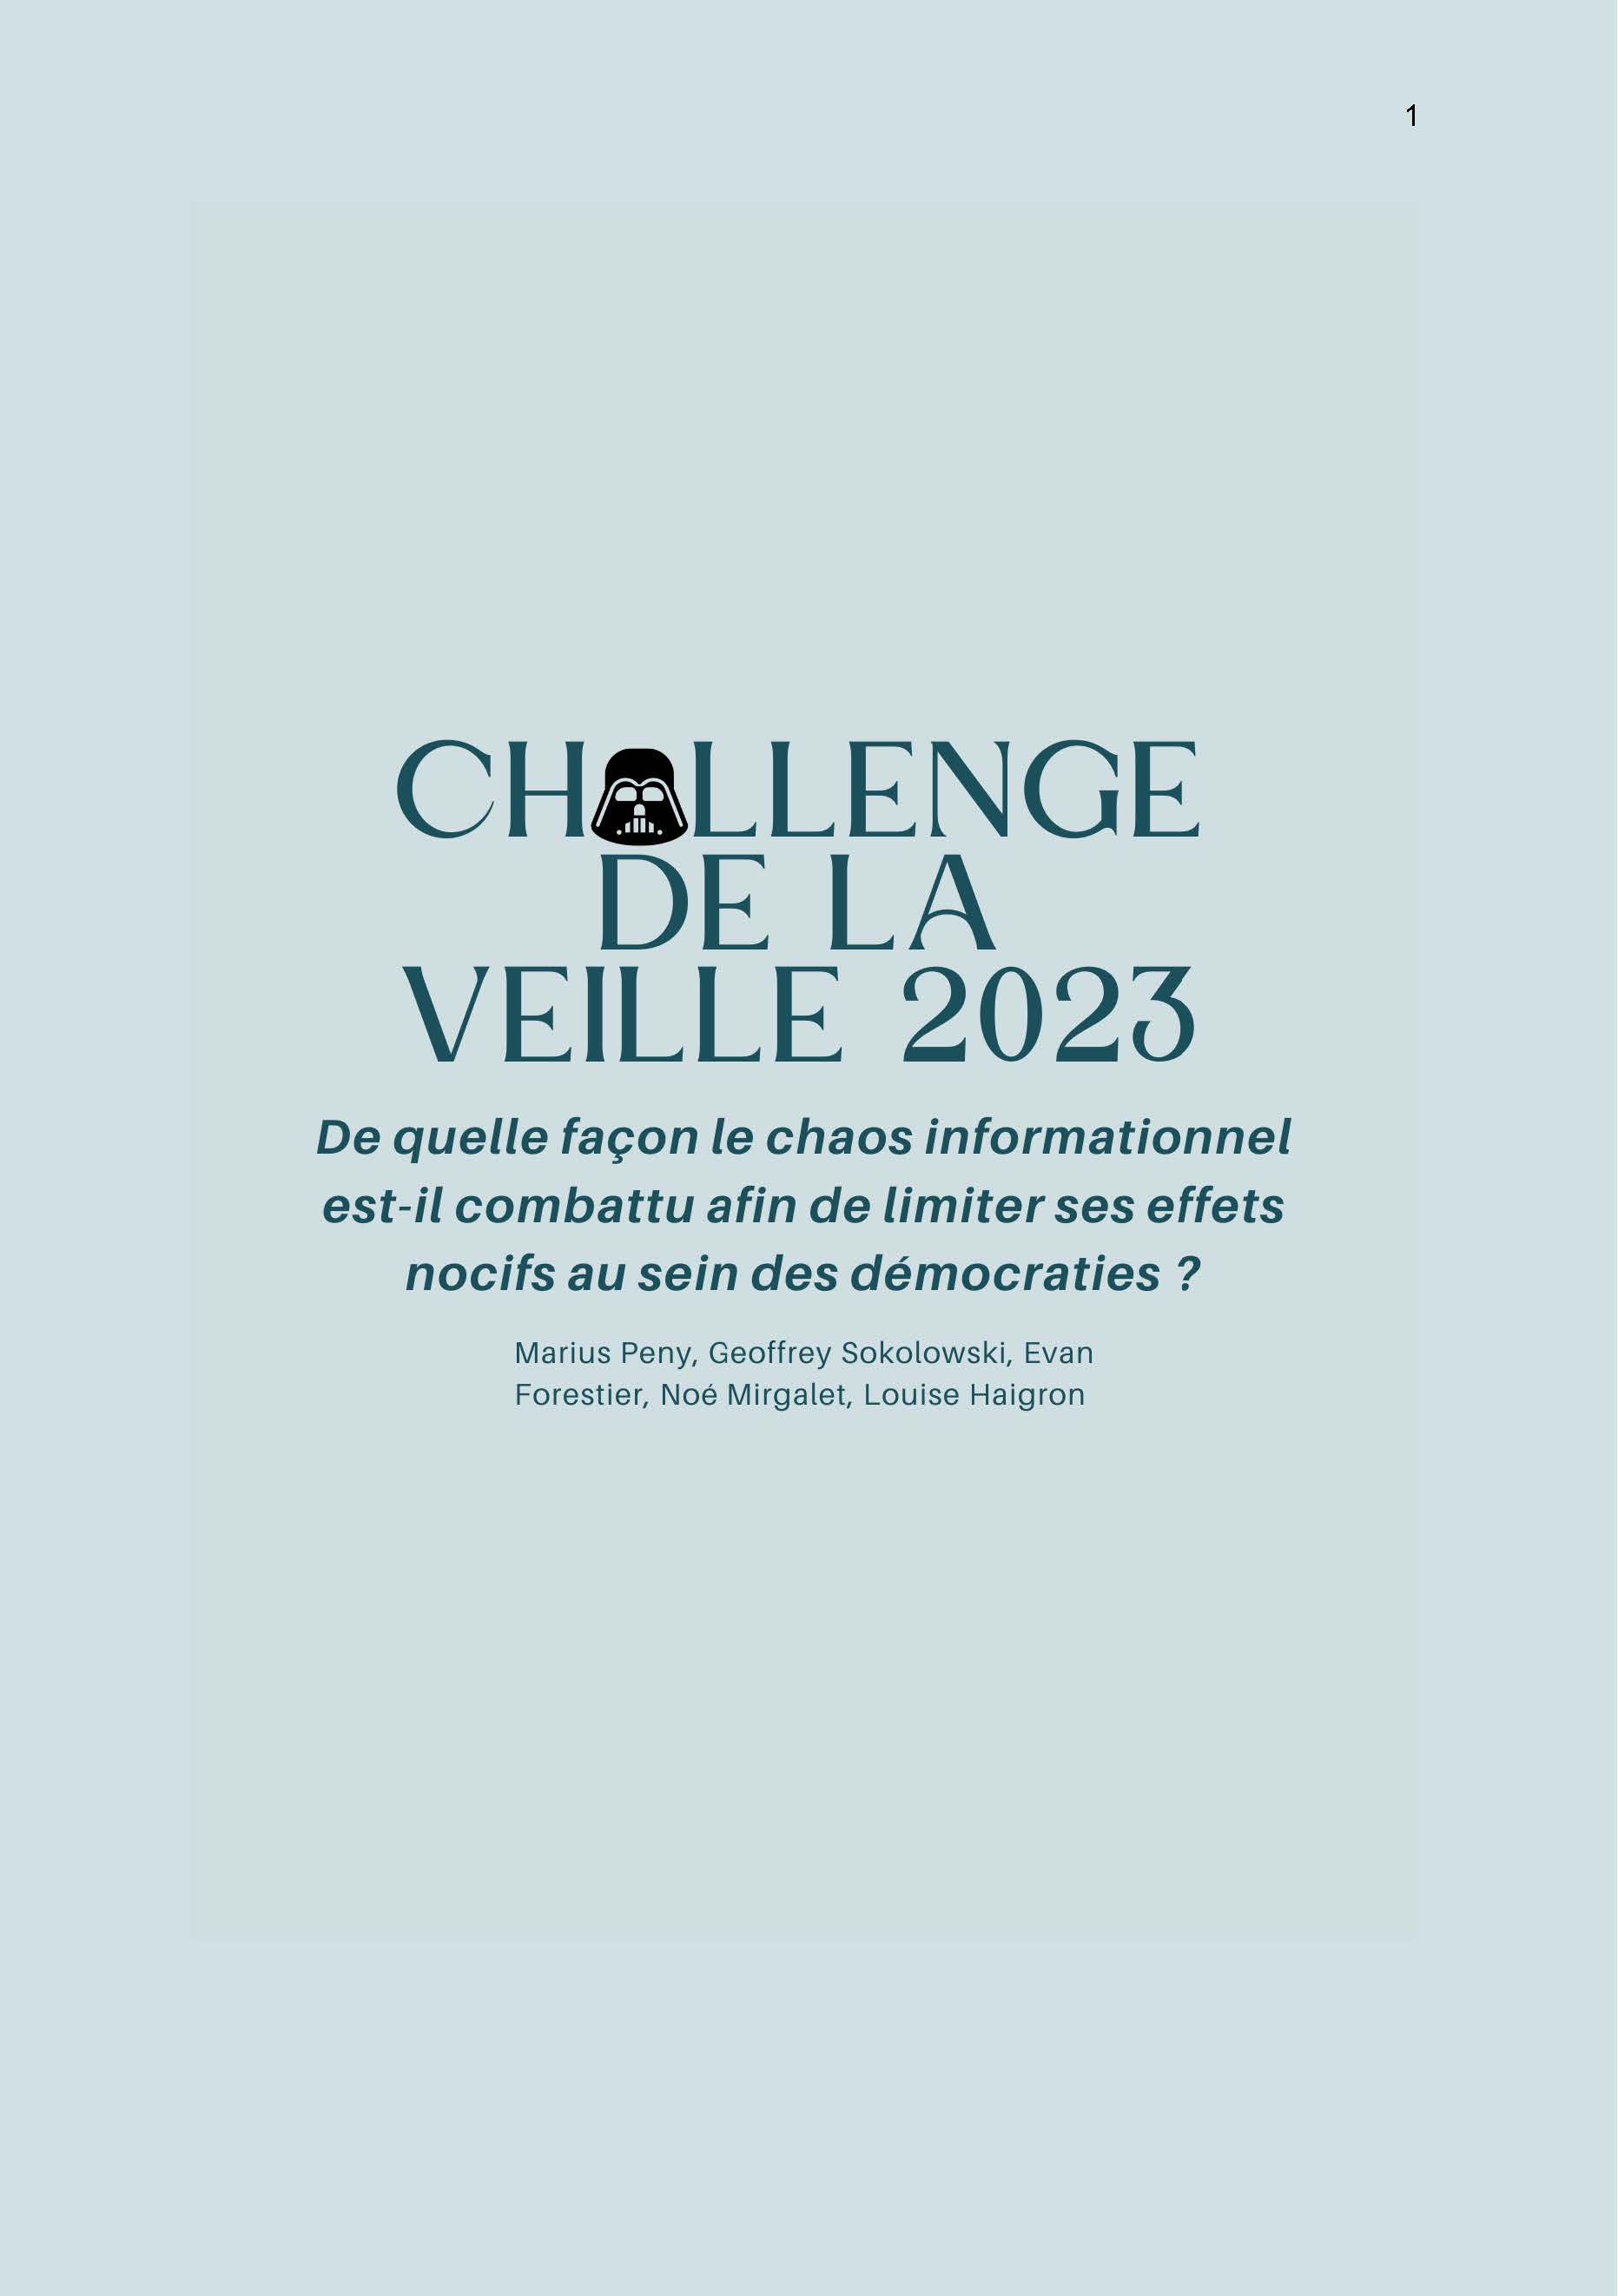 1
CHALLENGE
DE LA
VEILLE 2023
De quelle façon le chaos informationnel
est-il combattu afin de limiter ses effets
nocifs au sein des démocraties ?
Marius Peny, Geoffrey Sokolowski, Evan
Forestier, Noé Mirgalet, Louise Haigron